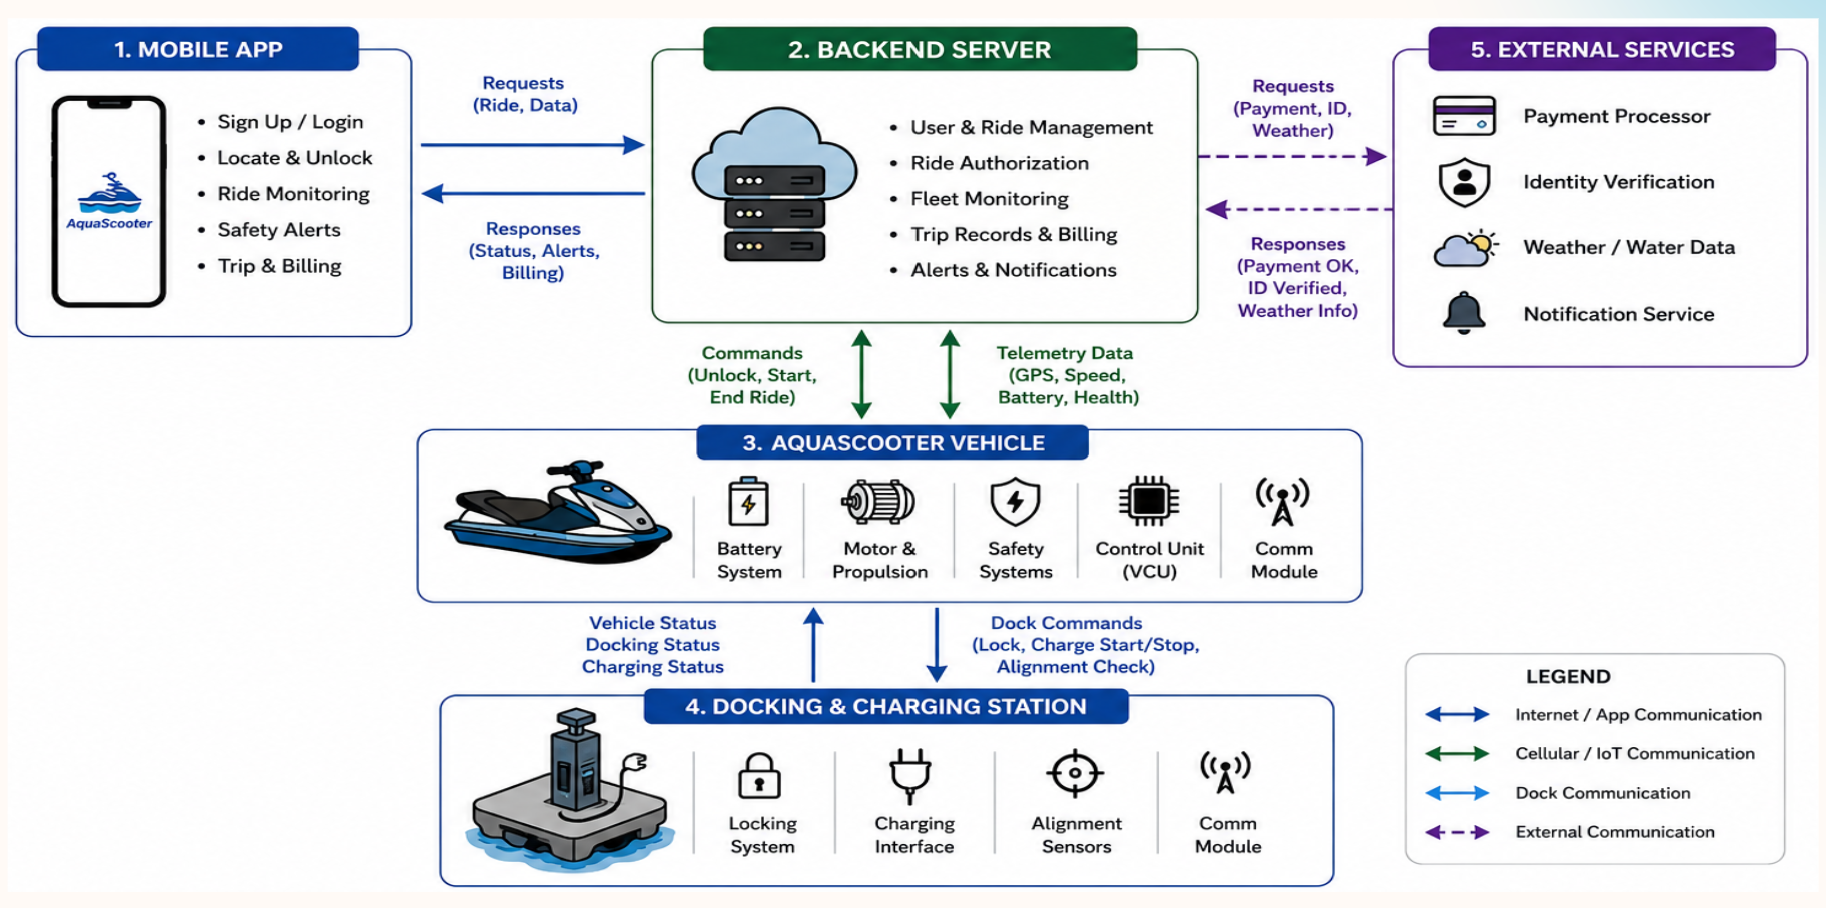 1. MOBILE APP
AquaScooter
• Sign Up / Login
• Locate & Unlock
• Ride Monitoring
• Safety Alerts
• Trip & Billing
Requests
(Ride, Data)
Responses
(Status, Alerts,
Billing)
2. BACKEND SERVER
• User & Ride Management
• Ride Authorization
• Fleet Monitoring
• Trip Records & Billing
• Alerts & Notifications
Requests
(Payment, ID,
Weather)
Responses
(Payment OK,
ID Verified,
Weather Info)
5. EXTERNAL SERVICES
Payment Processor
Identity Verification
Weather / Water Data
Notification Service
Commands
(Unlock, Start,
End Ride)
Telemetry Data
(GPS, Speed,
Battery, Health)
3. AQUASCOOTER VEHICLE
Battery
System
Motor &
Propulsion
Safety
Systems
Control Unit
(VCU)
Comm
Module
Vehicle Status
Docking Status
Charging Status
Dock Commands
(Lock, Charge Start/Stop,
Alignment Check)
4. DOCKING & CHARGING STATION
Locking
System
Charging
Interface
Alignment
Sensors
Comm
Module
LEGEND
Internet / App Communication
Cellular / IoT Communication
Dock Communication
External Communication